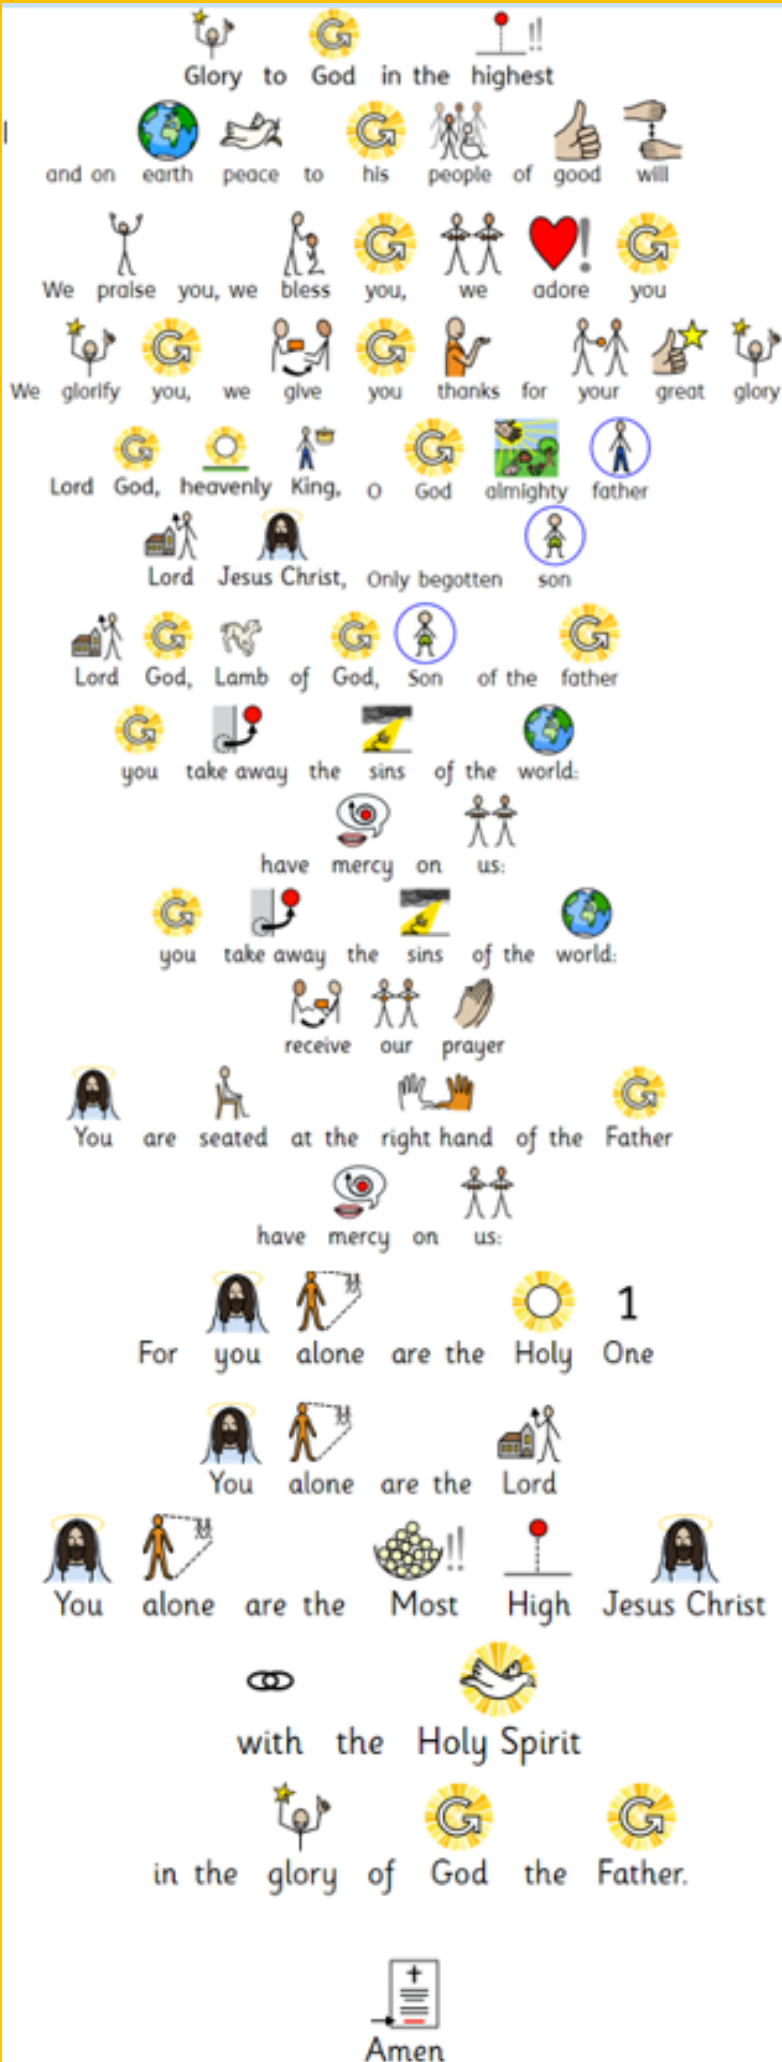 Glory to God in the highest
and on earth peace to his people of good will
We praise you, we bless you, we adore you
We glorify you, we give you thanks for your great glory
Lord God, heavenly King, O God almighty father
Lord Jesus Christ, Only begotten son
Lord God, Lamb of God, Son of the father
you take away the sins of the world:
have mercy on us:
you take away the sins of the world:
receive our prayer
You are seated at the right hand of the Father
have mercy on us:
1
For you alone are the Holy One
You alone are the Lord
You alone are the Most High Jesus Christ
with the Holy Spirit
in the glory of God the Father.
Amen